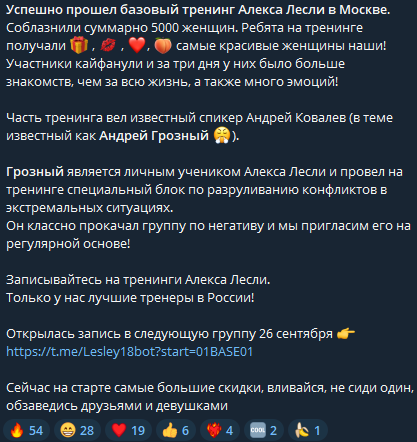 Успешно прошел базовый тренинг Алекса Лесли в Москве.
Соблазнили суммарно 5000 женщин. Ребята на тренинге
получали 🎁 , 💋 , ❤️, 🍑 самые красивые женщины наши!
Участники кайфанули и за три дня у них было больше
знакомств, чем за всю жизнь, а также много эмоций!
Часть тренинга вел известный спикер Андрей Ковалев (в теме
известный как Андрей Грозный 😤 ).
Грозный является личным учеником Алекса Лесли и провел на
тренинге специальный блок по разруливанию конфликтов в
экстремальных ситуациях.
Он классно прокачал группу по негативу и мы пригласим его на
регулярной основе!
Записывайтесь на тренинги Алекса Лесли.
Только у нас лучшие тренеры в России!
Открылась запись в следующую группу 26 сентября 👉
https://t.me/Lesley18bot?start=01BASE01
Сейчас на старте самые большие скидки, вливайся, не сиди один,
обзаведись друзьями и девушками
🔥 54 😁 28 ❤️ 19 👍 6 ❤️‍🔥 4 🆒 2 🍌 1